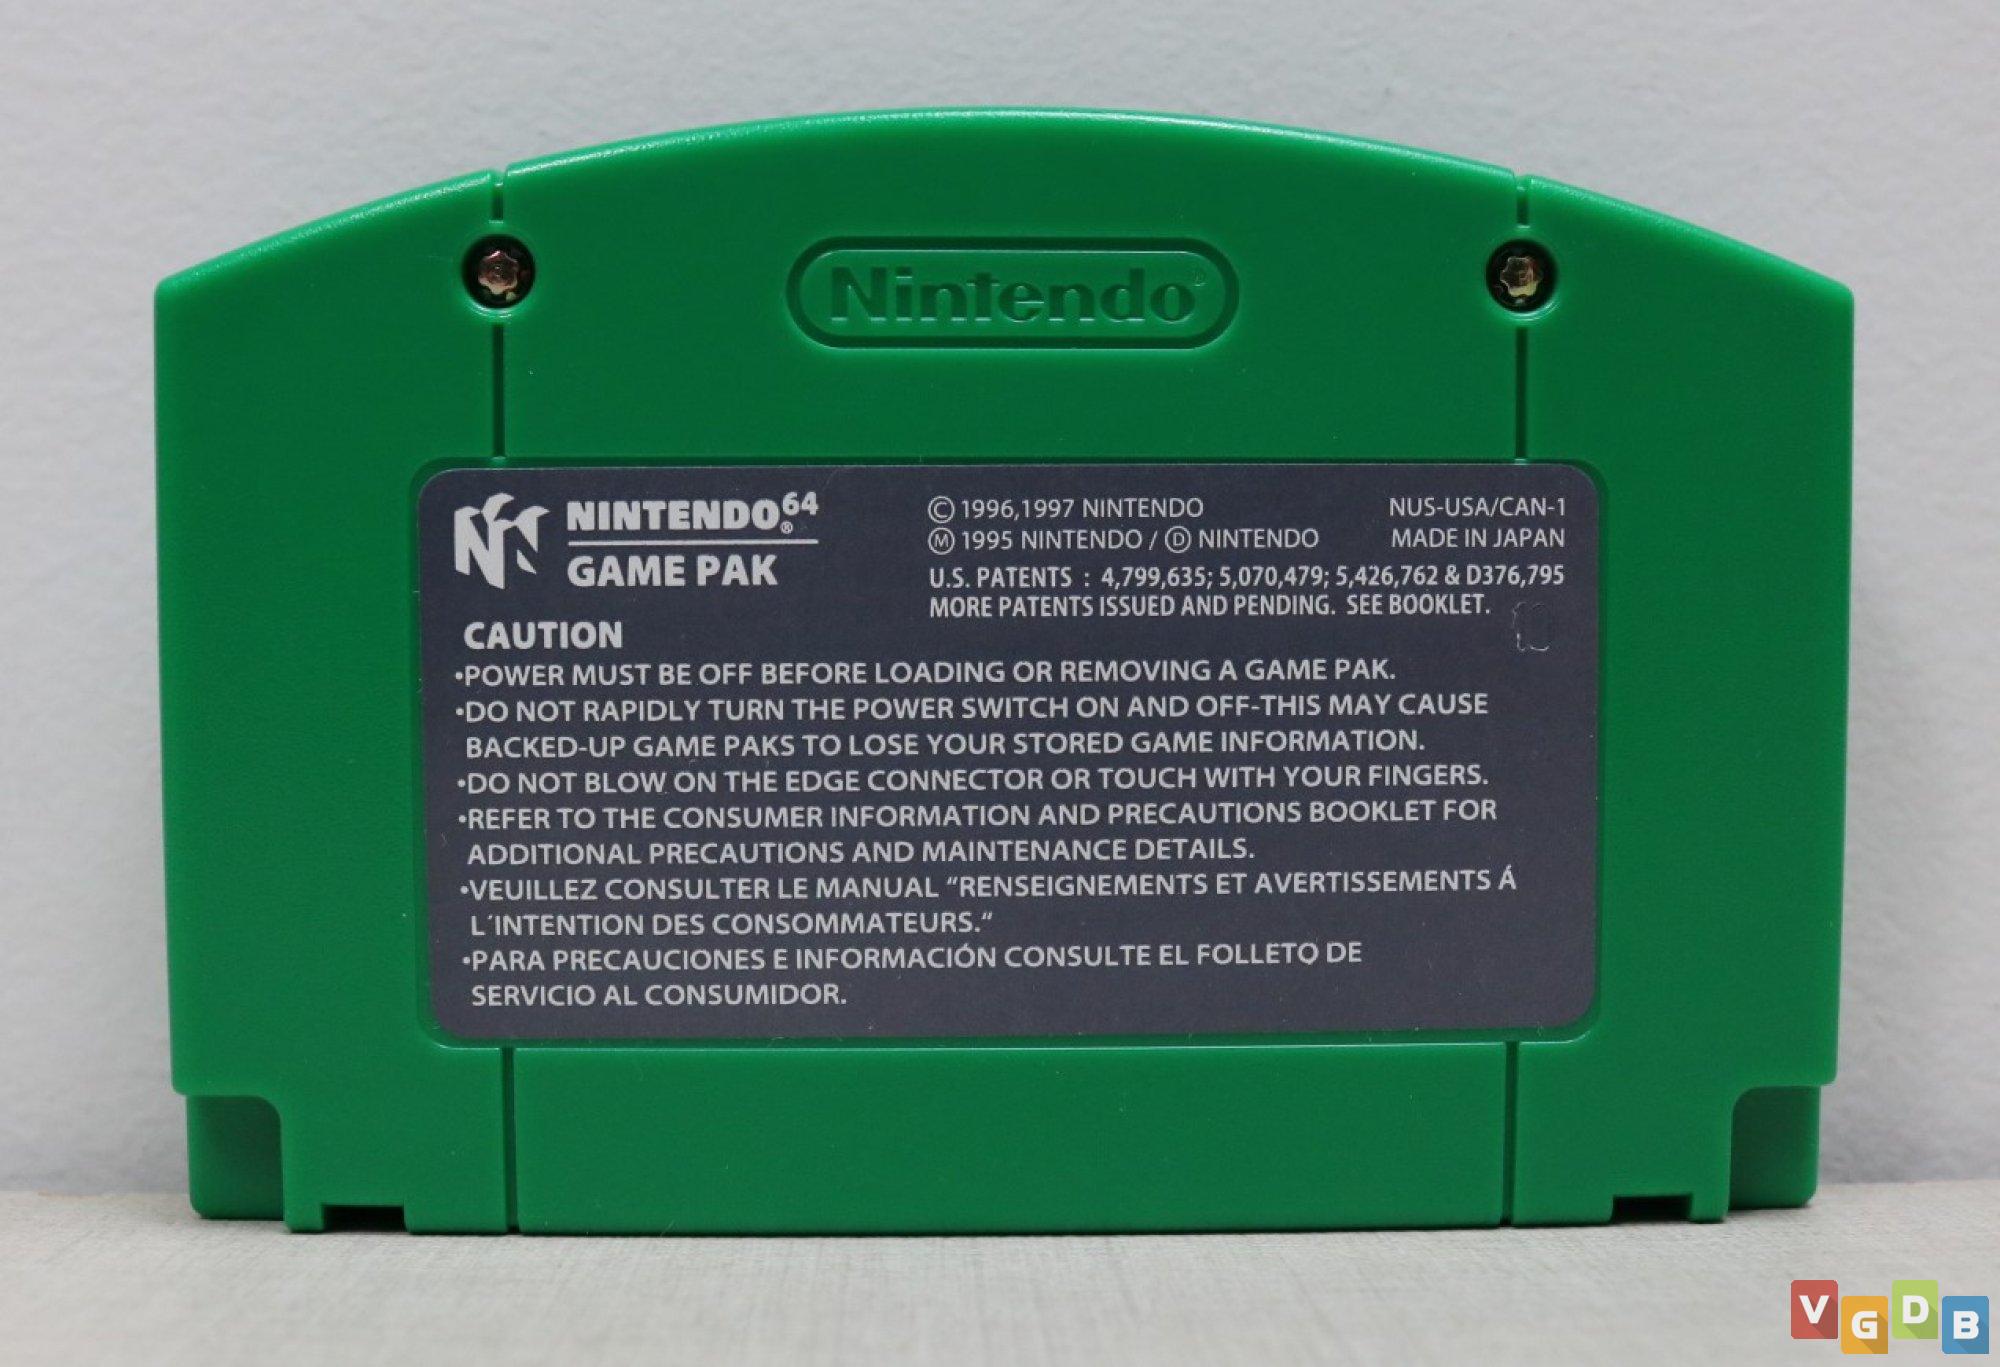 Nintendo®
NINTENDO64®
GAME PAK
© 1996,1997 NINTENDO
NUS-USA/CAN-1
Ⓜ 1995 NINTENDO / Ⓓ NINTENDO
MADE IN JAPAN
U.S. PATENTS : 4,799,635; 5,070,479; 5,426,762 & D376,795
MORE PATENTS ISSUED AND PENDING. SEE BOOKLET.
10
CAUTION
•POWER MUST BE OFF BEFORE LOADING OR REMOVING A GAME PAK.
•DO NOT RAPIDLY TURN THE POWER SWITCH ON AND OFF-THIS MAY CAUSE
BACKED-UP GAME PAKS TO LOSE YOUR STORED GAME INFORMATION.
•DO NOT BLOW ON THE EDGE CONNECTOR OR TOUCH WITH YOUR FINGERS.
•REFER TO THE CONSUMER INFORMATION AND PRECAUTIONS BOOKLET FOR
ADDITIONAL PRECAUTIONS AND MAINTENANCE DETAILS.
•VEUILLEZ CONSULTER LE MANUAL “RENSEIGNEMENTS ET AVERTISSEMENTS Á
L´INTENTION DES CONSOMMATEURS.“
•PARA PRECAUCIONES E INFORMACIÓN CONSULTE EL FOLLETO DE
SERVICIO AL CONSUMIDOR.
VGDB